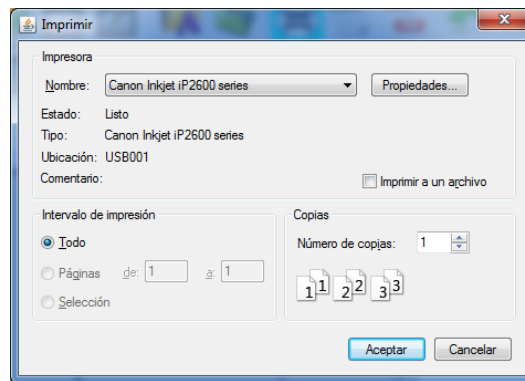 Imprimir
Impresora
Nombre: Canon Inkjet iP2600 series Propiedades...
Estado: Listo
Tipo: Canon Inkjet iP2600 series
Ubicación: USB001
Comentario: Imprimir a un archivo
Intervalo de impresión
Todo
Páginas de: 1 a: 1
Selección
Copias
Número de copias: 1
1 1 2 2 3 3
Aceptar Cancelar